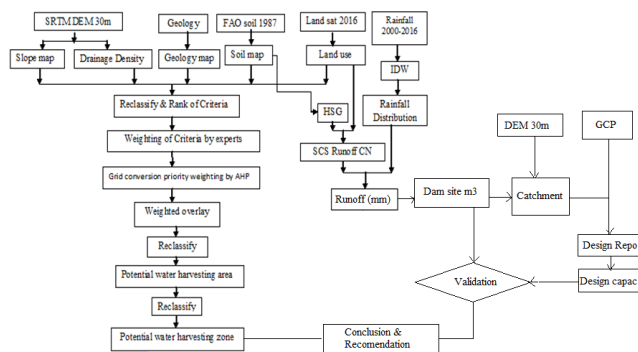 SRTM DEM 30m
Geology
FAO soil 1987
Land sat 2016
Rainfall
2000-2016
Slope map
Drainage Density
Geology map
Soil map
Land use
IDW
Reclassify & Rank of Criteria
HSG
Rainfall
Distribution
Weighting of Criteria by experts
SCS Runoff CN
DEM 30m
GCP
Grid conversion priority weighting by AHP
Runoff (mm)
Dam site m3
Catchment
Weighted overlay
Reclassify
Design Repo
Potential water harvesting area
Validation
Design capac
Reclassify
Potential water harvesting zone
Conclusion &
Recomendation